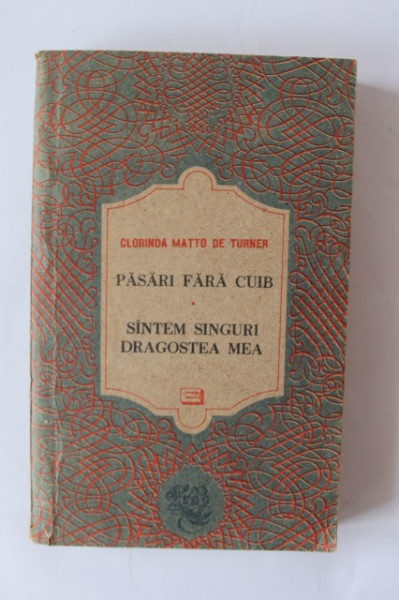 CLORINDA MATTO DE TURNER
PĂSĂRI FĂRĂ CUIB
SÎNTEM SINGURI
DRAGOSTEA MEA